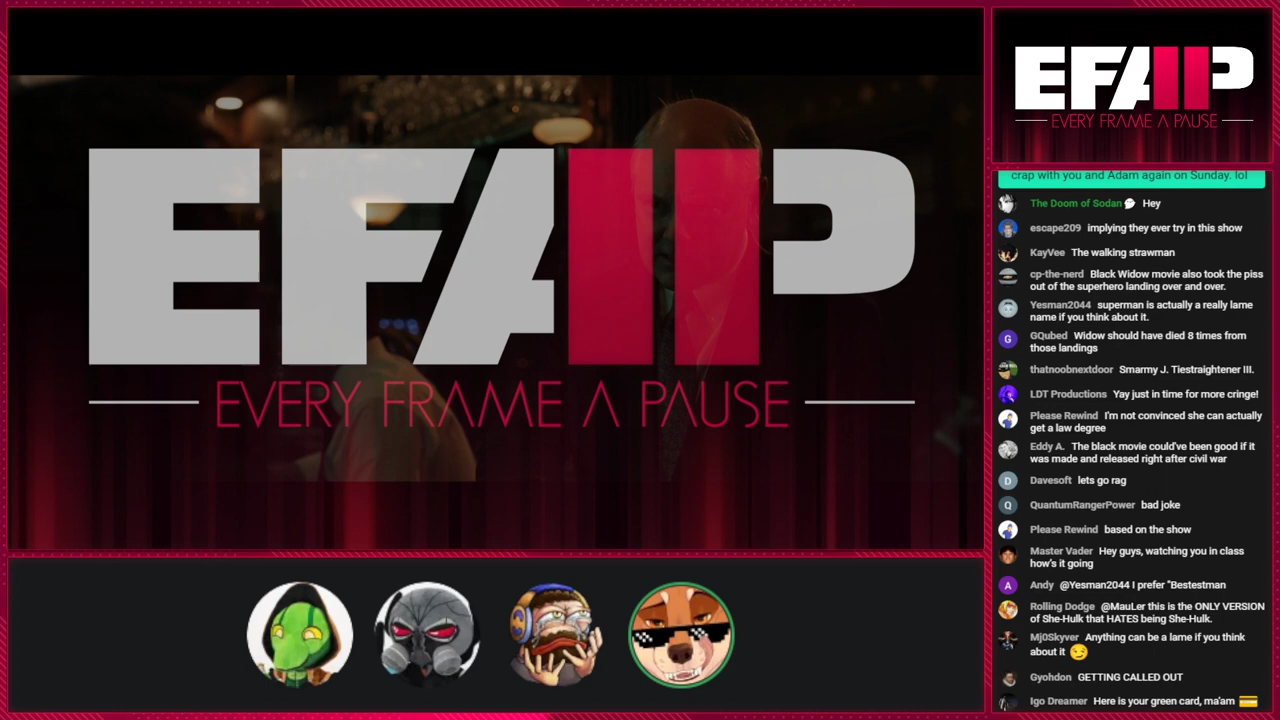 EFAP
EVERY FRAME A PAUSE
EFAP
EVERY FRAME A PAUSE
crap with you and Adam again on Sunday. lol
The Doom of Sodan Hey
escape209 implying they ever try in this show
KayVee The walking strawman
cp-the-nerd Black Widow movie also took the piss
out of the superhero landing over and over.
Yesman2044 superman is actually a really lame
name if you think about it.
G
GQubed Widow should have died 8 times from
those landings
thatnoobnextdoor Smarmy J. Tiestraightener III.
LDT Productions Yay just in time for more cringe!
Please Rewind I'm not convinced she can actually
get a law degree
Eddy A. The black movie could've been good if it
was made and released right after civil war
D
Davesoft lets go rag
Q
QuantumRangerPower bad joke
Please Rewind based on the show
Master Vader Hey guys, watching you in class
how's it going
A
Andy @Yesman2044 I prefer "Bestestman
Rolling Dodge @MauLer this is the ONLY VERSION
of She-Hulk that HATES being She-Hulk.
Mj0Skyver Anything can be a lame if you think
about it 😏
Gyohdon GETTING CALLED OUT
Igo Dreamer Here is your green card, ma'am 💳